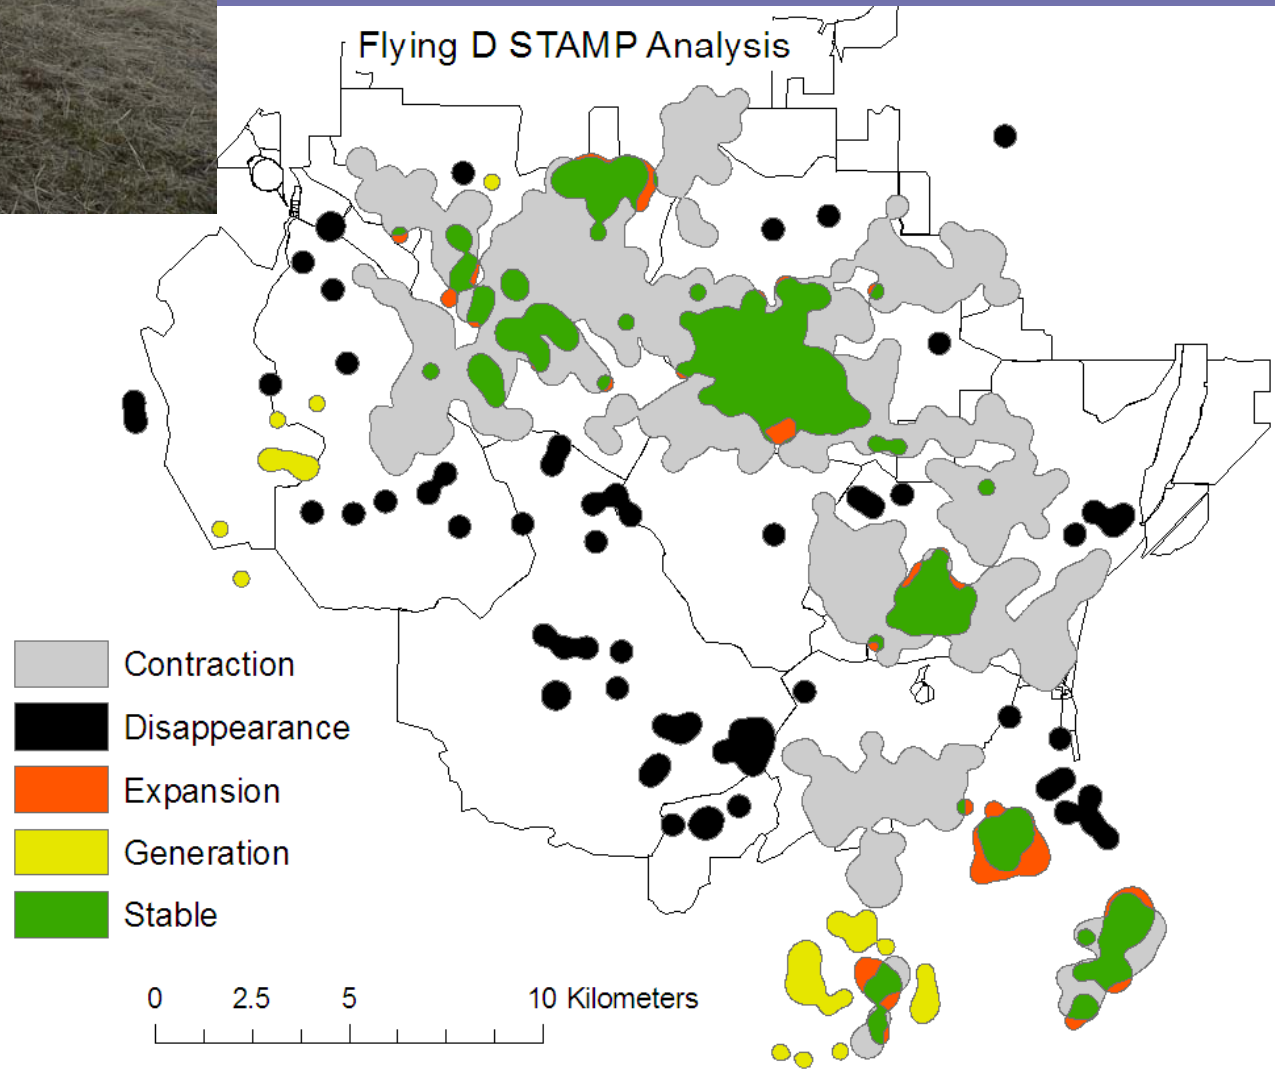 Flying D STAMP Analysis
Contraction
Disappearance
Expansion
Generation
Stable
0 2.5 5 10 Kilometers